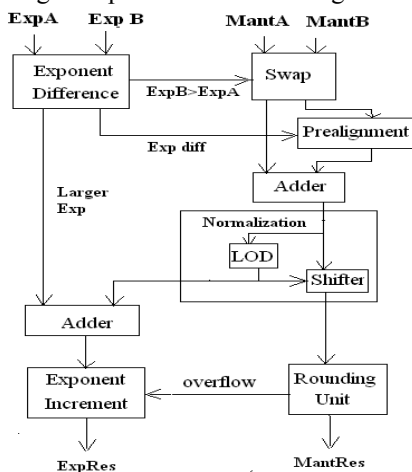 ExpA Exp B MantA MantB
Exponent
Difference
ExpB>ExpA
Swap
Exp diff
Prealignment
Larger
Exp
Adder
Normalization
LOD
Shifter
Adder
Exponent
Increment
overflow
Rounding
Unit
ExpRes
MantRes